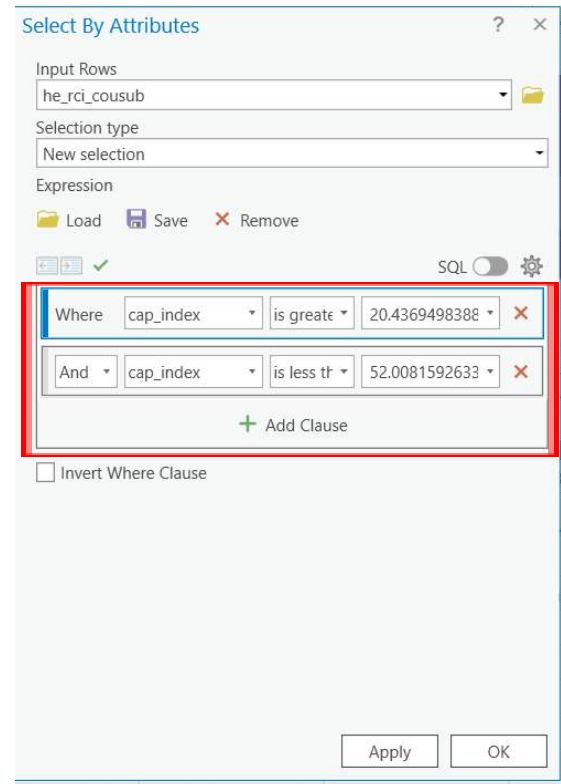 Select By Attributes ? ×
Input Rows
he_rci_cousub
Selection type
New selection
Expression
Load Save Remove
SQL
Where cap_index is greate 20.4369498388
And cap_index is less th 52.0081592633
Add Clause
Invert Where Clause
Apply OK